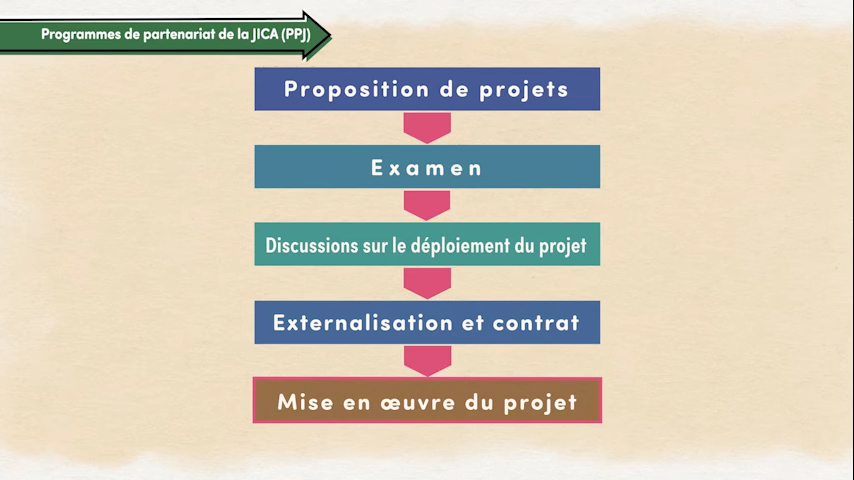 Programmes de partenariat de la JICA (PPJ)
Proposition de projets
Examen
Discussions sur le déploiement du projet
Externalisation et contrat
Mise en œuvre du projet